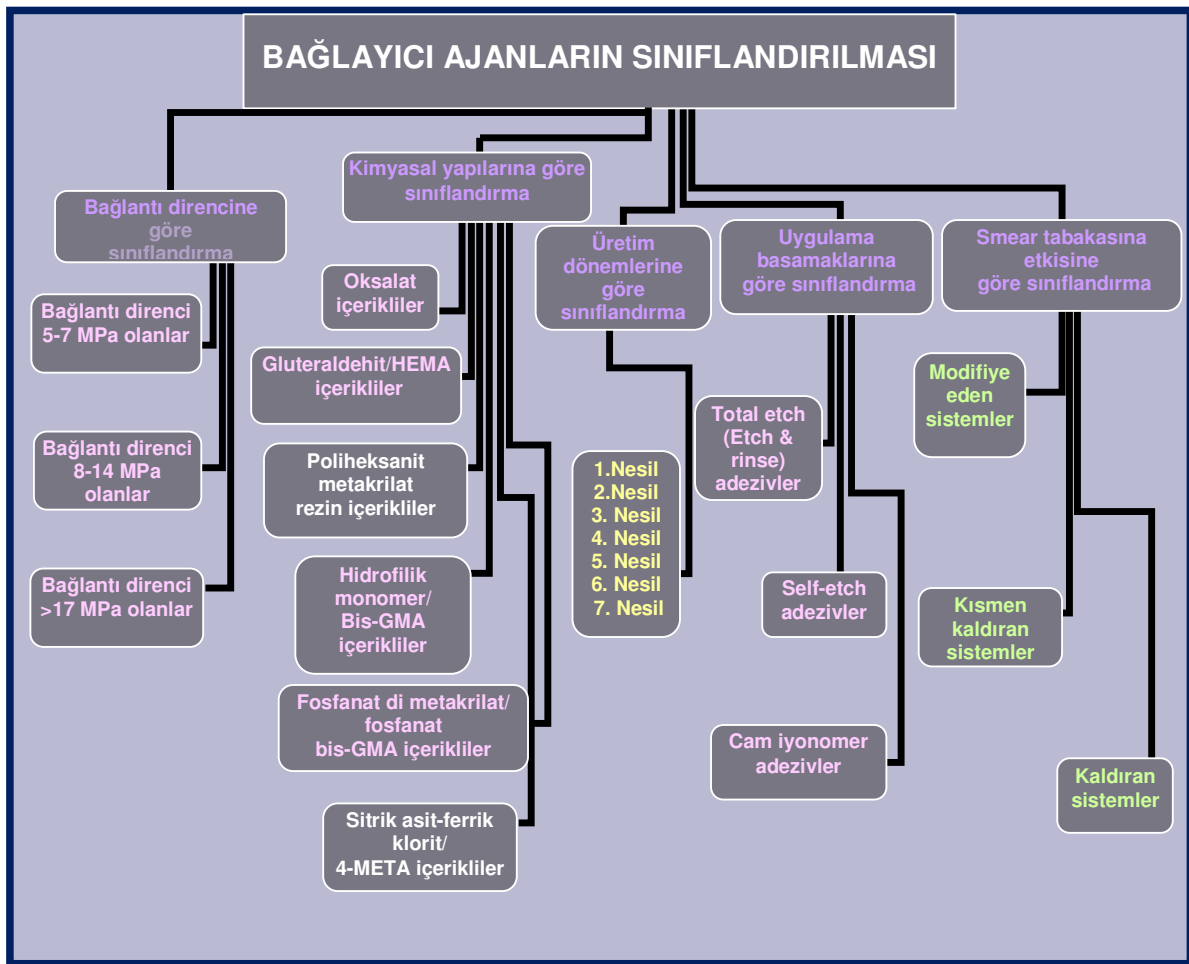 BAĞLAYICI AJANLARIN SINIFLANDIRILMASI
Bağlantı direncine
göre
sınıflandırma
Bağlantı direnci
5-7 MPa olanlar
Bağlantı direnci
8-14 MPa
olanlar
Bağlantı direnci
>17 MPa olanlar
Kimyasal yapılarına göre
sınıflandırma
Oksalat
içerikliler
Gluteraldehit/HEMA
içerikliler
Poliheksanit
metakrilat
rezin içerikliler
Hidrofilik
monomer/
Bis-GMA
içerikliler
Fosfanat di metakrilat/
fosfanat
bis-GMA içerikliler
Sitrik asit-ferrik
klorit/
4-META içerikliler
Üretim
dönemlerine
göre
sınıflandırma
1.Nesil
2.Nesil
3. Nesil
4. Nesil
5. Nesil
6. Nesil
7. Nesil
Uygulama
basamaklarına
göre sınıflandırma
Total etch
(Etch &
rinse)
adezivler
Self-etch
adezivler
Cam iyonomer
adezivler
Smear tabakasına
etkisine
göre sınıflandırma
Modifiye
eden
sistemler
Kısmen
kaldıran
sistemler
Kaldıran
sistemler